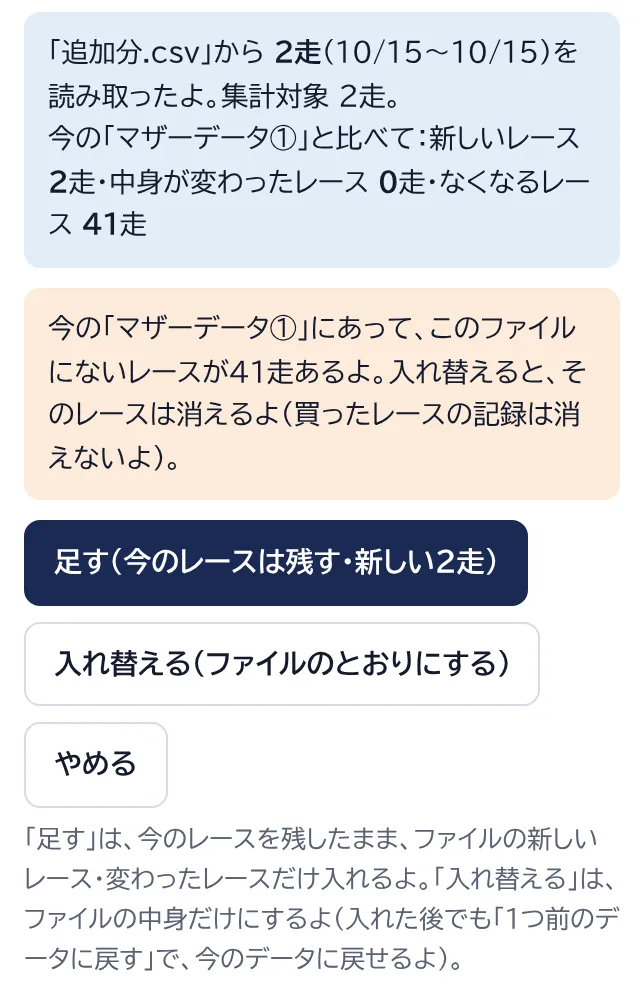 「追加分.csv」から 2走(10/15〜10/15)を
読み取ったよ。集計対象 2走。
今の「マザーデータ①」と比べて：新しいレース
2走・中身が変わったレース 0走・なくなるレー
ス 41走
今の「マザーデータ①」にあって、このファイル
にないレースが41走あるよ。入れ替えると、そ
のレースは消えるよ（買ったレースの記録は消
えないよ）。
足す（今のレースは残す・新しい2走）
入れ替える（ファイルのとおりにする）
やめる
「足す」は、今のレースを残したまま、ファイルの新しい
レース・変わったレースだけ入れるよ。「入れ替える」は、
ファイルの中身だけにするよ（入れた後でも「1つ前のデ
ータに戻す」で、今のデータに戻せるよ）。